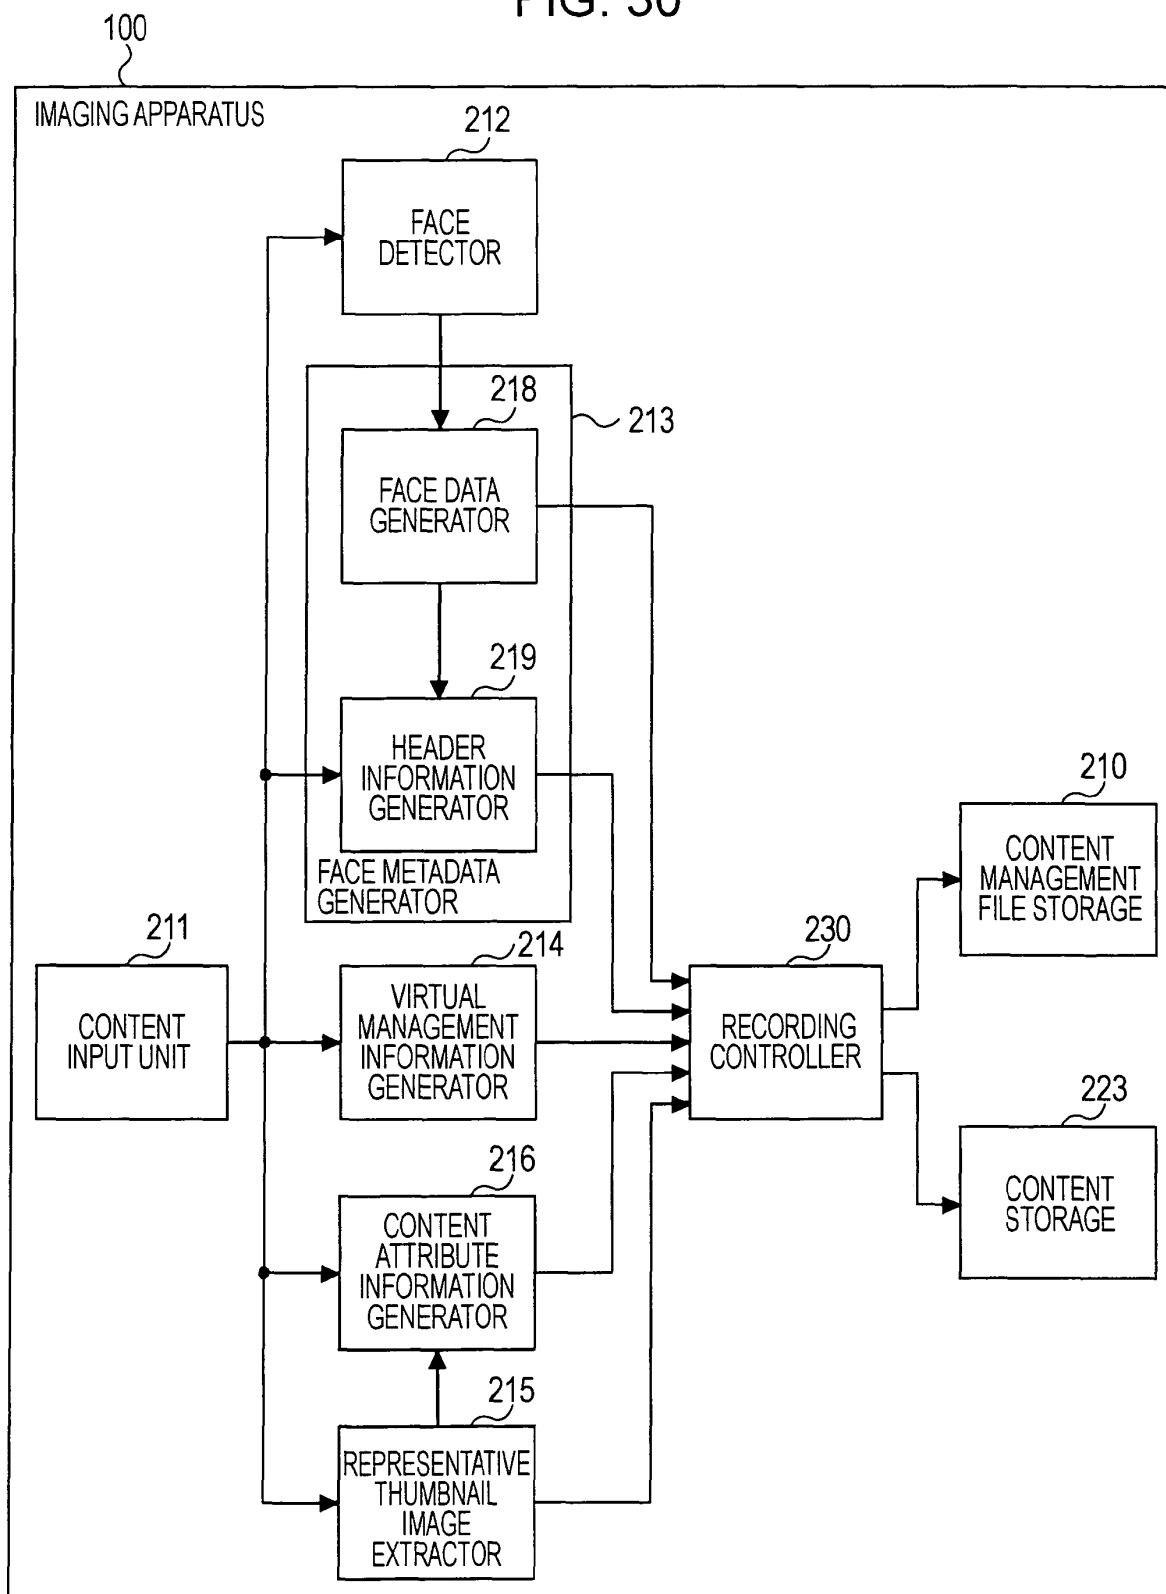 FIG. 30
100
IMAGING APPARATUS
212
FACE
DETECTOR
218
213
FACE DATA
GENERATOR
219
HEADER
INFORMATION
GENERATOR
FACE METADATA
GENERATOR
210
CONTENT
MANAGEMENT
FILE STORAGE
211
CONTENT
INPUT UNIT
214
VIRTUAL
MANAGEMENT
INFORMATION
GENERATOR
230
RECORDING
CONTROLLER
223
CONTENT
STORAGE
216
CONTENT
ATTRIBUTE
INFORMATION
GENERATOR
215
REPRESENTATIVE
THUMBNAIL
IMAGE
EXTRACTOR